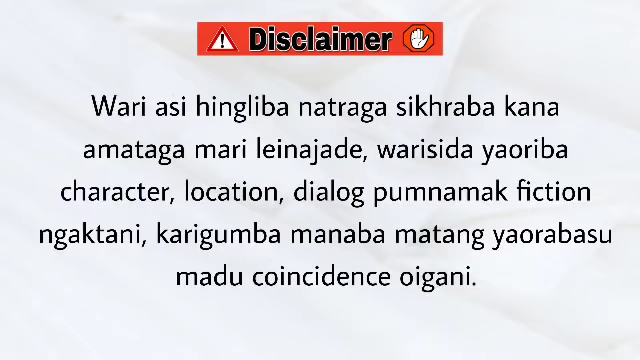 Disclaimer
Wari asi hingliba natraga sikhraba kana
amataga mari leinajade, warisida yaoriba
character, location, dialog pumnamak fiction
ngaktani, karigumba manaba matang yaorabasu
madu coincidence oigani.